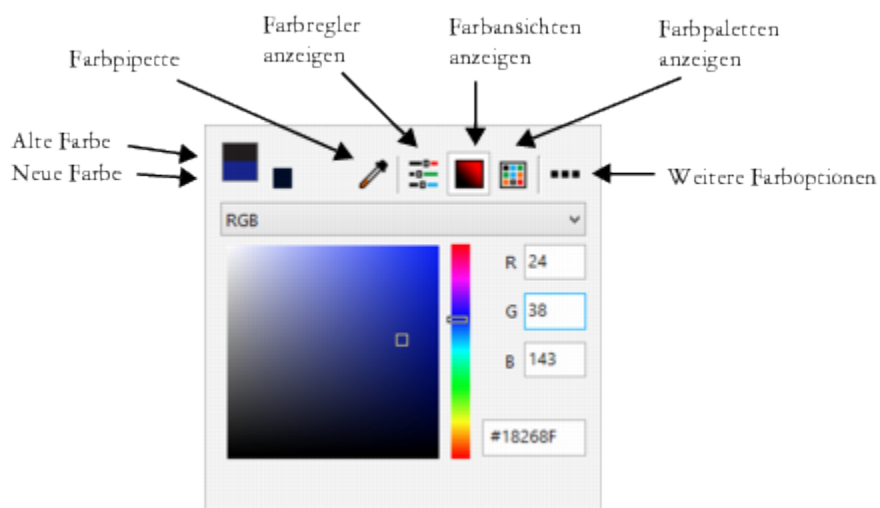 Farbregler
anzeigen
Farbansichten
anzeigen
Farbpaletten
anzeigen
Farbpipette
Alte Farbe
Neue Farbe
Weitere Farboptionen
RGB
R 24
G 38
B 143
#18268F